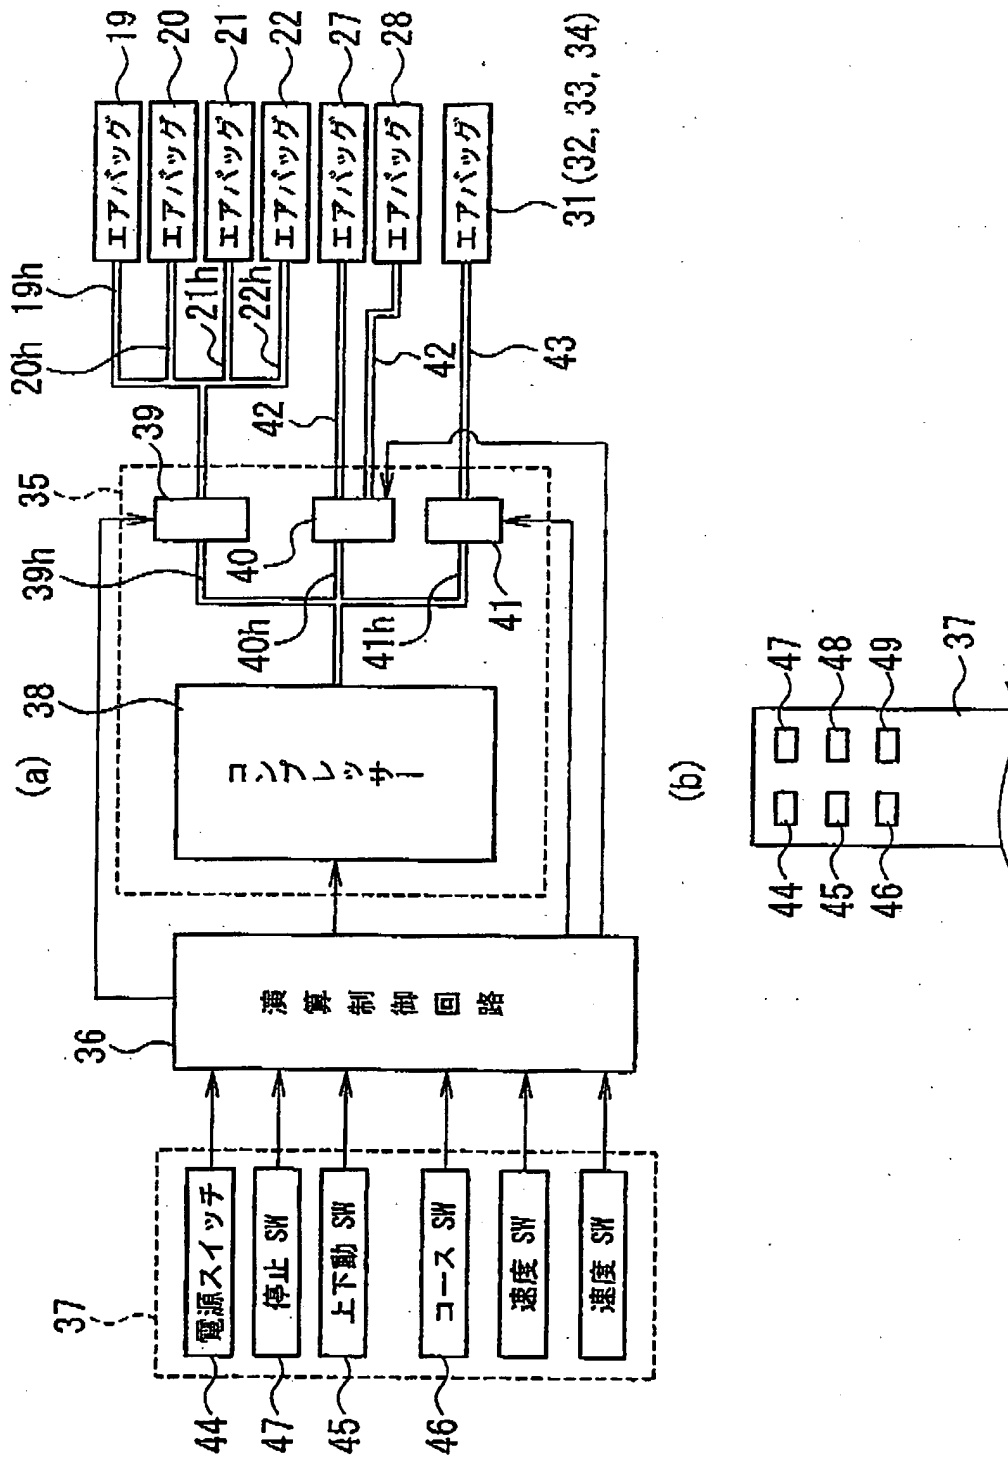 (a)
37
44
電源スイッチ
47
停止 SW
45
上下動 SW
46
コース SW
速度 SW
速度 SW
36
演算制御回路
35
38
コンプレッサー
39h
40h
41h
39
40
41
20h
19h
21h
22h
42
42
43
エアバッグ
19
エアバッグ
20
エアバッグ
21
エアバッグ
22
エアバッグ
27
エアバッグ
28
エアバッグ
31 (32, 33, 34)
(b)
44
47
45
48
46
49
37